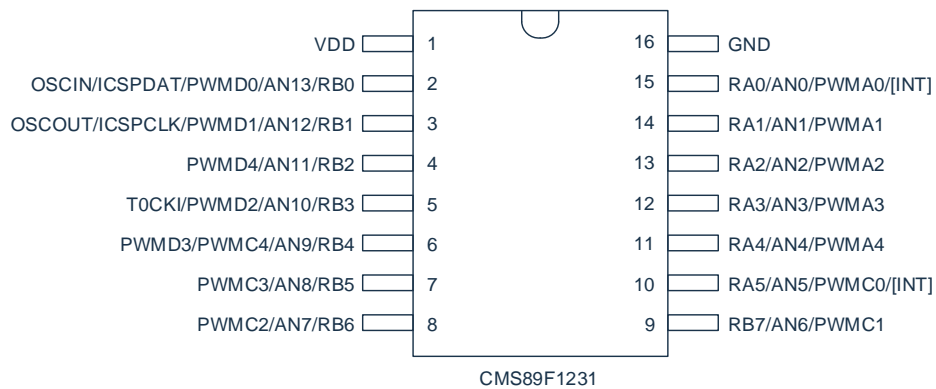 VDD 1 16 GND
OSCIN/ICSPDAT/PWMD0/AN13/RB0 2 15 RA0/AN0/PWMA0/[INT]
OSCOUT/ICSPCLK/PWMD1/AN12/RB1 3 14 RA1/AN1/PWMA1
PWMD4/AN11/RB2 4 13 RA2/AN2/PWMA2
T0CKI/PWMD2/AN10/RB3 5 12 RA3/AN3/PWMA3
PWMD3/PWMC4/AN9/RB4 6 11 RA4/AN4/PWMA4
PWMC3/AN8/RB5 7 10 RA5/AN5/PWMC0/[INT]
PWMC2/AN7/RB6 8 9 RB7/AN6/PWMC1
CMS89F1231